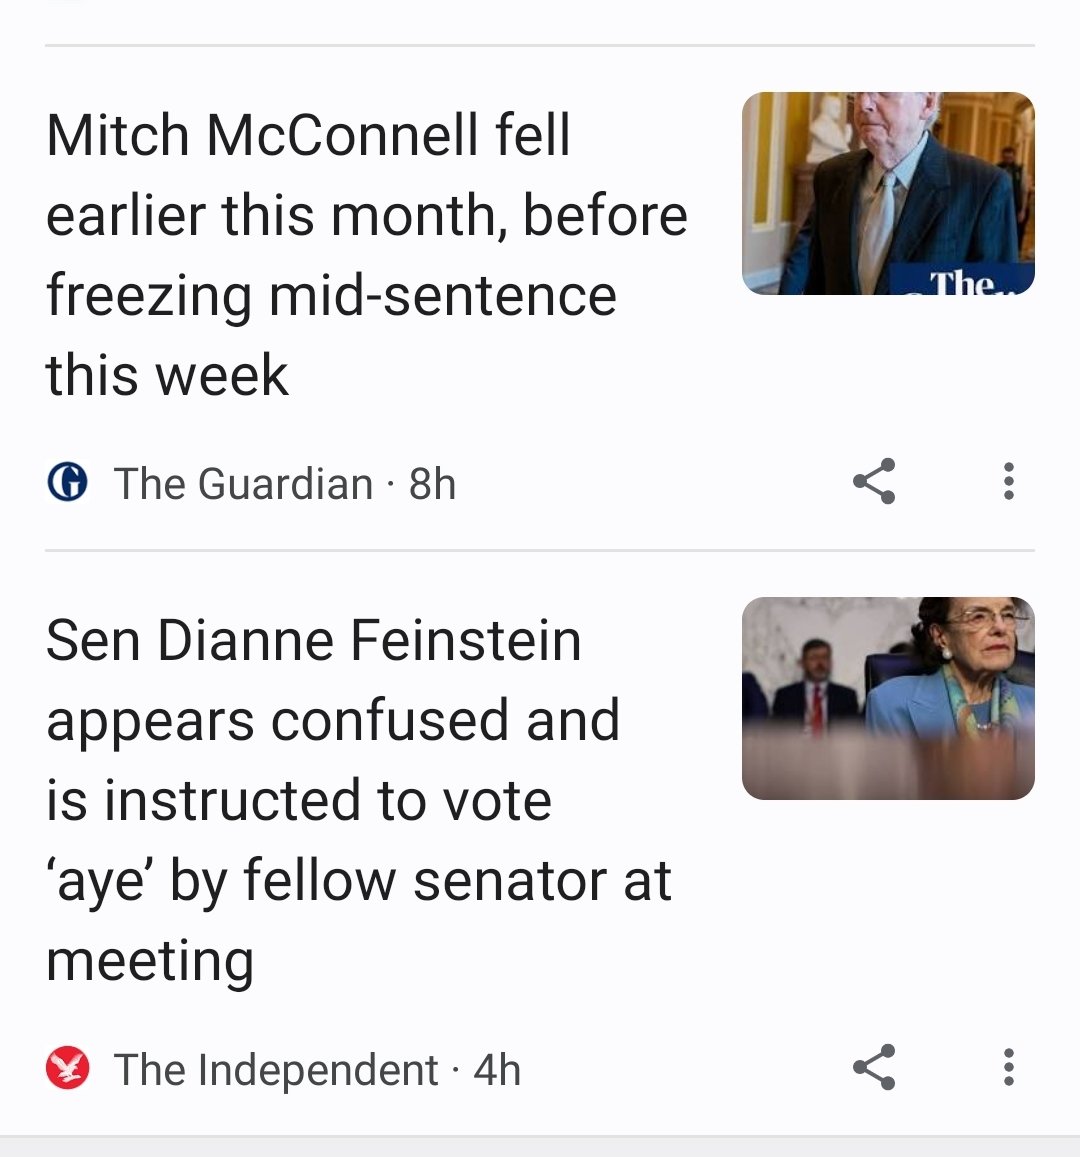 Mitch McConnell fell
earlier this month, before
freezing mid-sentence
this week
The
G The Guardian · 8h
Sen Dianne Feinstein
appears confused and
is instructed to vote
‘aye’ by fellow senator at
meeting
The Independent · 4h